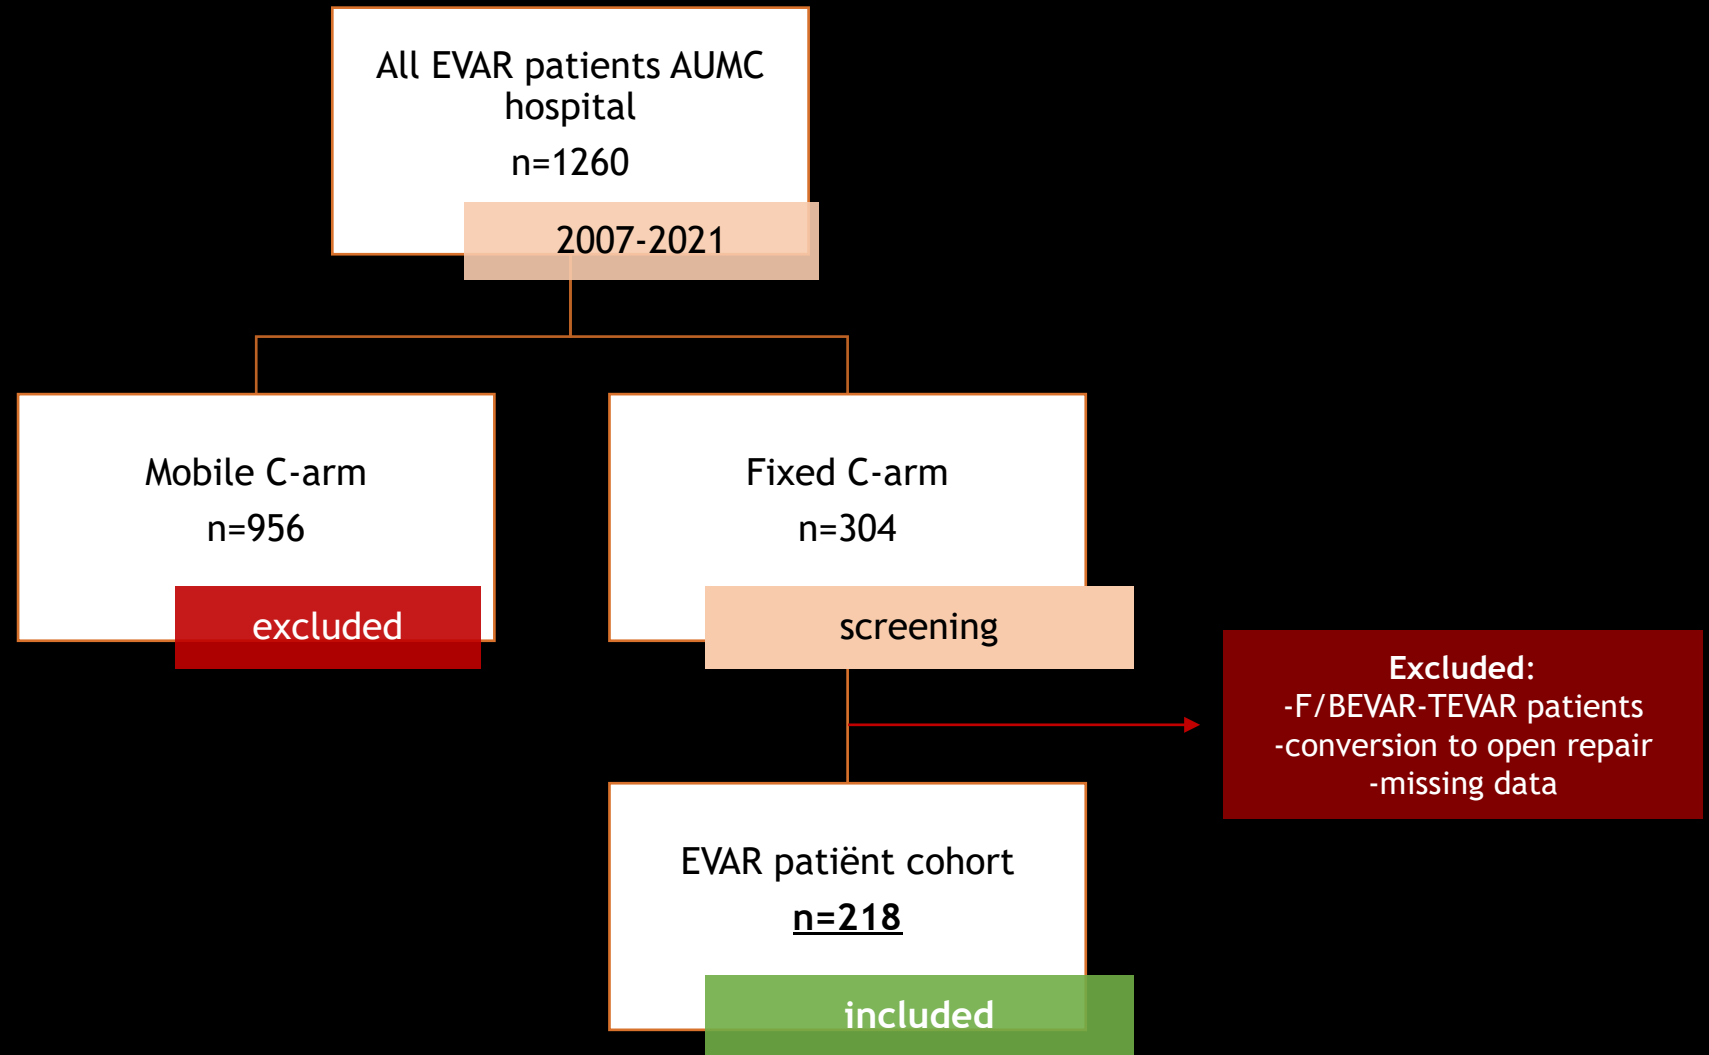 All EVAR patients AUMC
hospital
n=1260
2007-2021
Mobile C-arm
n=956
excluded
Fixed C-arm
n=304
screening
Excluded:
-F/BEVAR-TEVAR patients
-conversion to open repair
-missing data
EVAR patiënt cohort
n=218
included